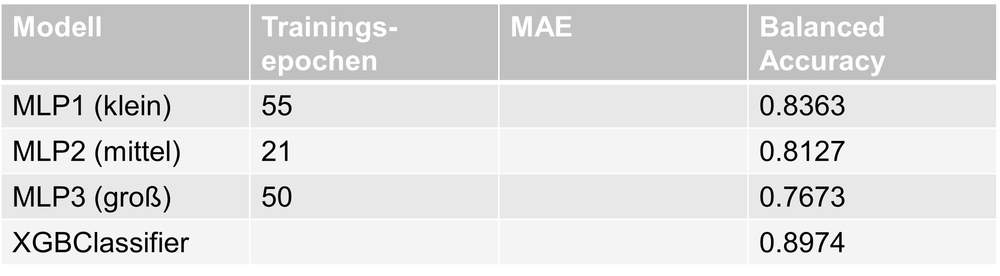 Modell
Trainings-
epochen
MAE
Balanced
Accuracy
MLP1 (klein) 55 0.8363
MLP2 (mittel) 21 0.8127
MLP3 (groß) 50 0.7673
XGBClassifier 0.8974